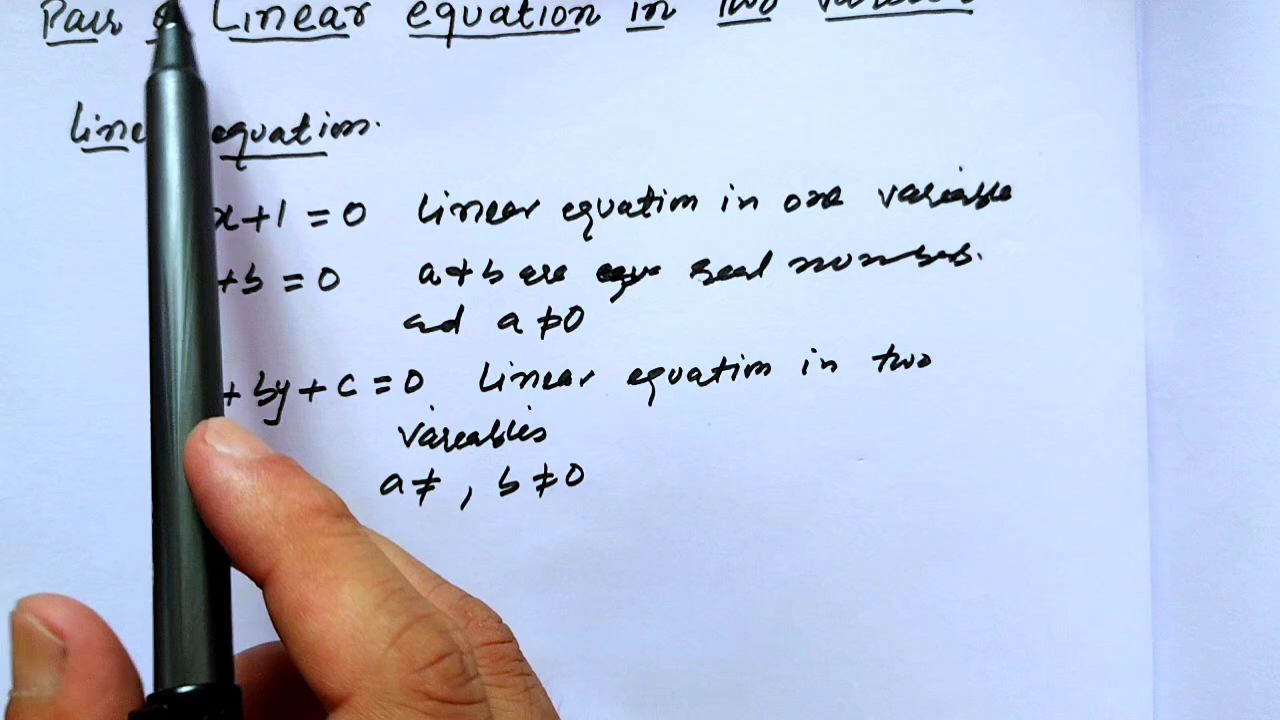 Pair Linear equation in two
equation.
x+1=0 Linear equation in one variable
+b=0 a & b are real numbers.
and a≠0
+ by + c = 0 Linear equation in two
variables
a≠ , b≠0